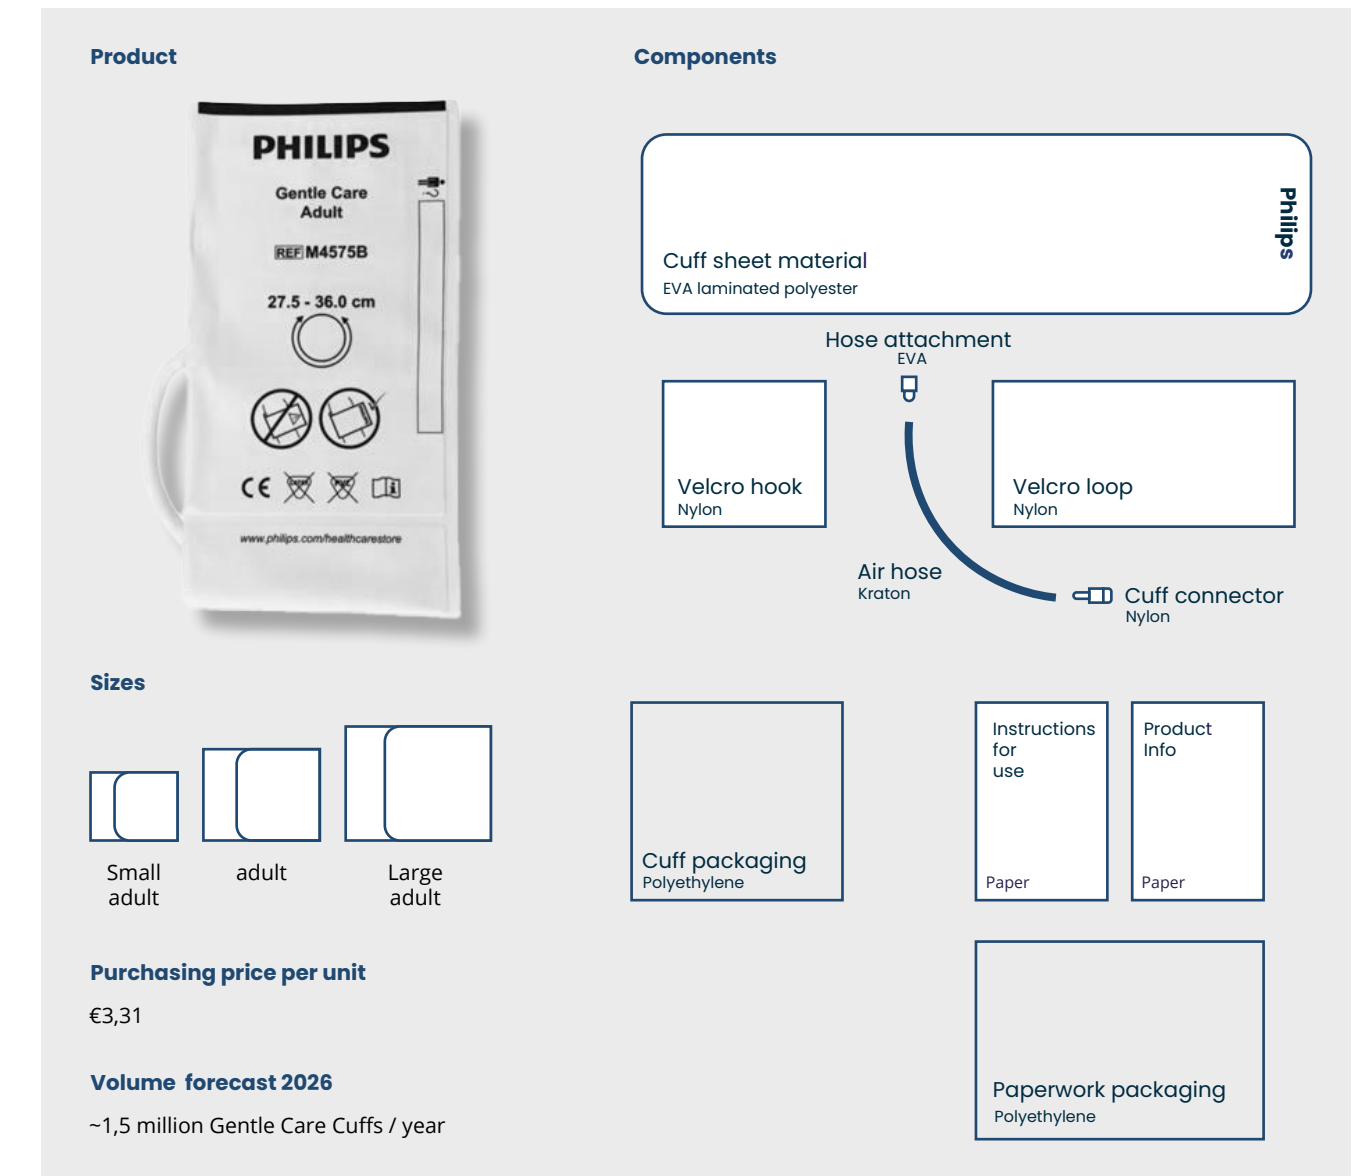 Product
PHILIPS
Gentle Care
Adult
?
REF M4575B
27.5 - 36.0 cm
CE
www.philips.com/healthcarestore
Sizes
Small
adult
adult
Large
adult
Purchasing price per unit
€3,31
Volume forecast 2026
~1,5 million Gentle Care Cuffs / year
Components
Philips
Cuff sheet material
EVA laminated polyester
Hose attachment
EVA
Velcro hook
Nylon
Velcro loop
Nylon
Air hose
Kraton
Cuff connector
Nylon
Cuff packaging
Polyethylene
Instructions
for
use
Paper
Product
Info
Paper
Paperwork packaging
Polyethylene